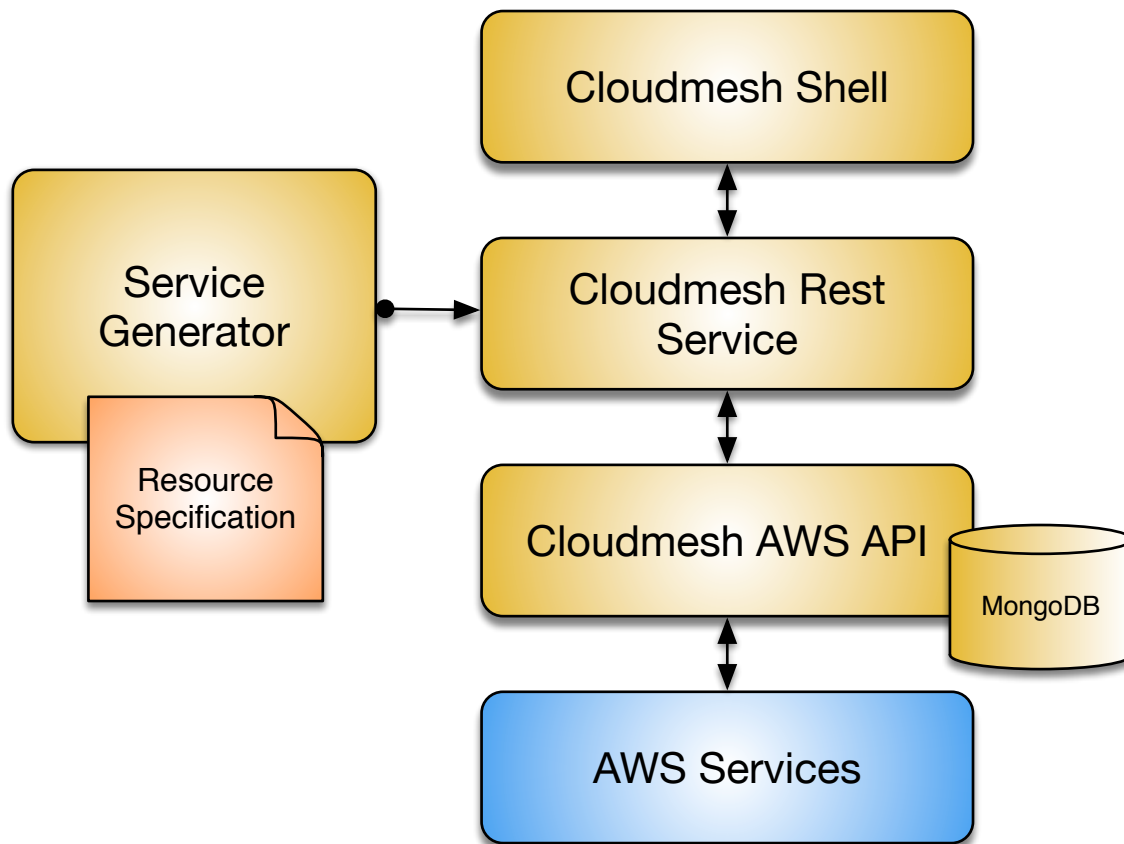 Cloudmesh Shell
Service
Generator
Cloudmesh Rest
Service
Resource
Specification
Cloudmesh AWS API
MongoDB
AWS Services